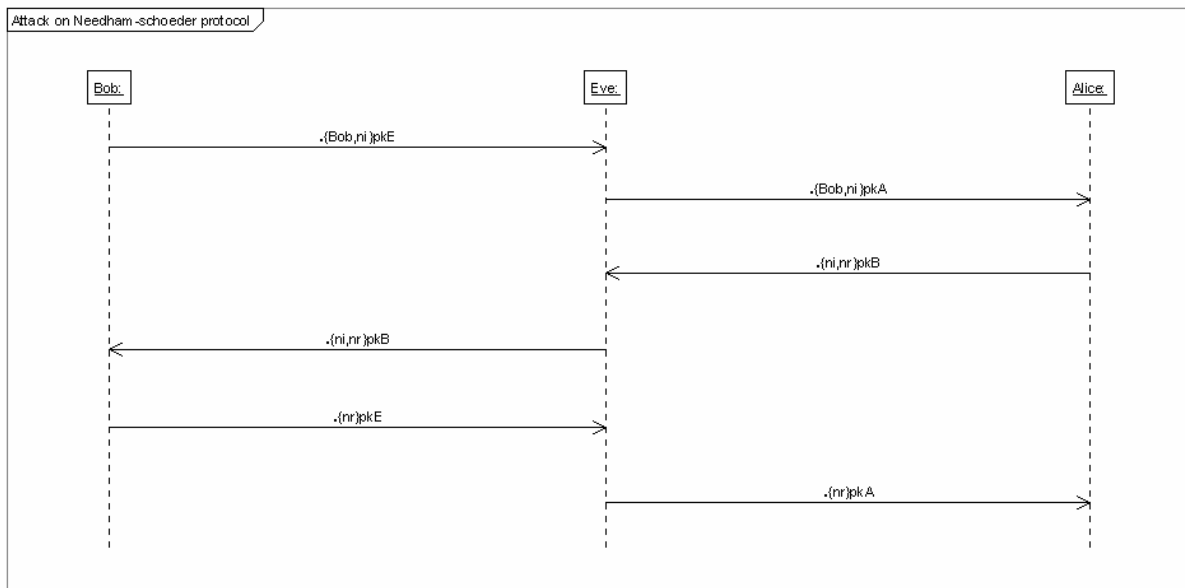 Attack on Needham-schoeder protocol
Bob:
Eve:
Alice:
.{Bob,ni}pkE
.{Bob,ni}pkA
.{ni,nr}pkB
.{ni,nr}pkB
.{nr}pkE
.{nr}pkA